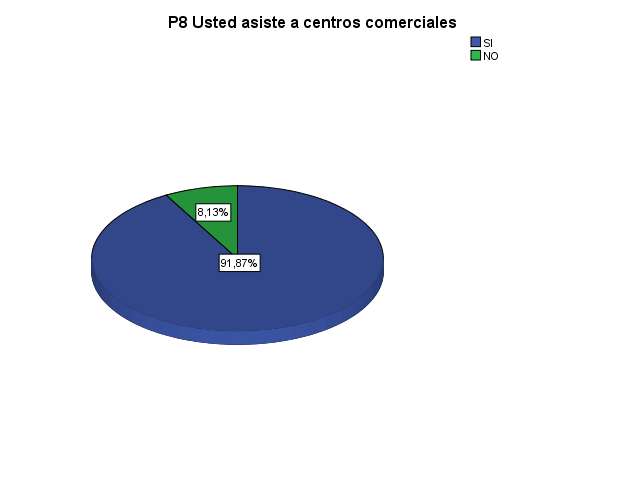 P8 Usted asiste a centros comerciales
SI
NO
8,13%
91,87%